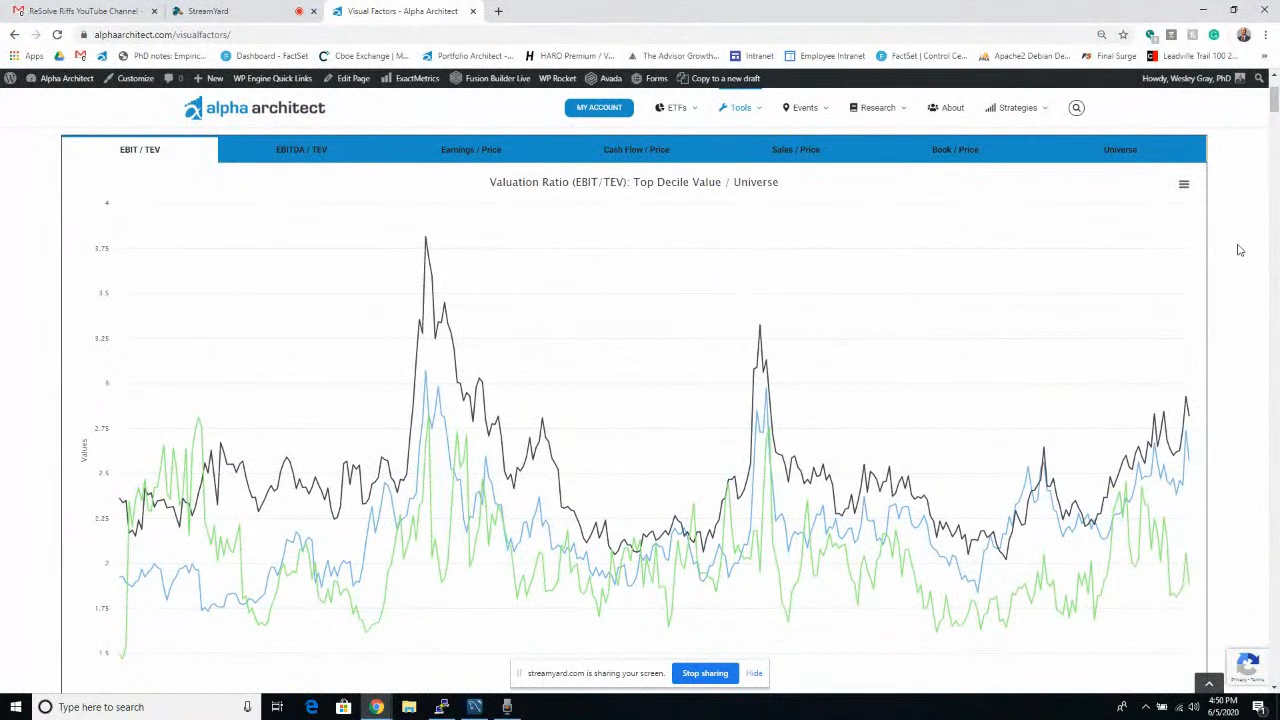 ReSolve Riffs YouTube Channel -
StreamYard
Visual Factors - Alpha Architect
alphaarchitect.com/visualfactors/
Apps
PhD notes: Empiric...
Dashboard - FactSet
Cboe Exchange | M...
Portfolio Architect -...
HARO Premium / V...
The Advisor Growth...
Intranet
Employee Intranet
FactSet | Control Ce...
Apache2 Debian De...
Final Surge
Leadville Trail 100 2...
Alpha Architect
Customize
0
New
WP Engine Quick Links
Edit Page
ExactMetrics
Fusion Builder Live
WP Rocket
Avada
Forms
Copy to a new draft
Howdy, Wesley Gray, PhD
alpha architect
MY ACCOUNT
ETFs
Tools
Events
Research
About
Strategies
EBIT / TEV
EBITDA / TEV
Earnings / Price
Cash Flow / Price
Sales / Price
Book / Price
Universe
Valuation Ratio (EBIT/TEV): Top Decile Value / Universe
4
3.75
3.5
3.25
3
2.75
2.5
2.25
2
1.75
1.5
Values
streamyard.com is sharing your screen.
Stop sharing
Hide
Privacy - Terms
Type here to search
4:50 PM
6/5/2020